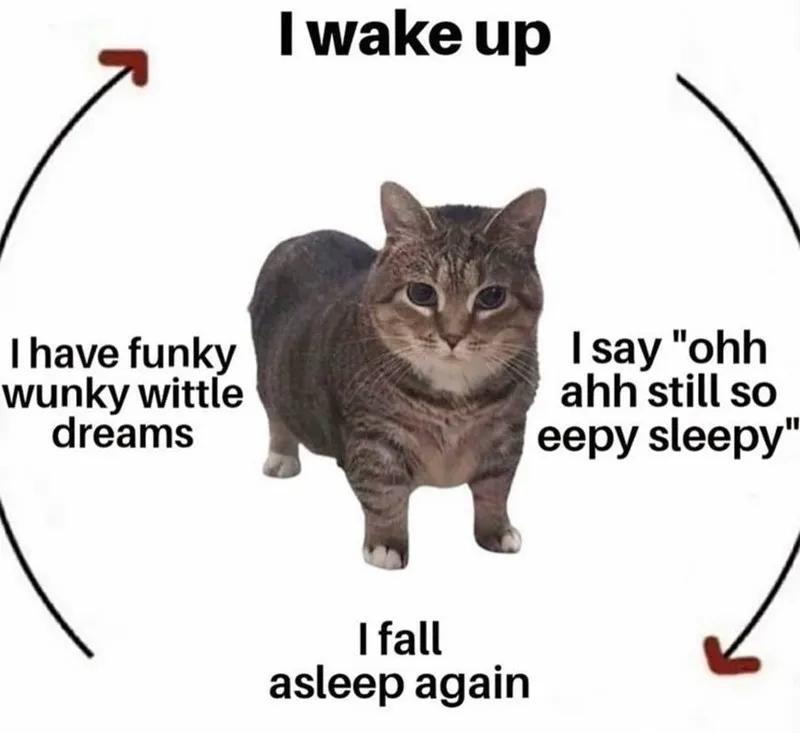 I wake up
I say "ohh
ahh still so
eepy sleepy"
I fall
asleep again
I have funky
wunky wittle
dreams